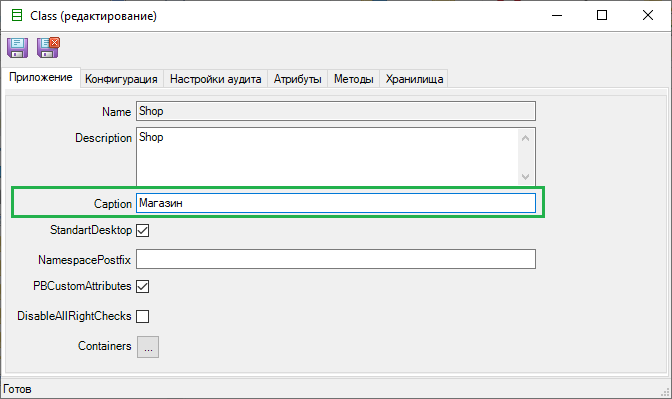 Class (редактирование)
Приложение Конфигурация Настройки аудита Атрибуты Методы Хранилища
Name Shop
Description Shop
Caption Магазин
StandartDesktop
NamespacePostfix
PBCustomAttributes
DisableAllRightChecks
Containers ...
Готов